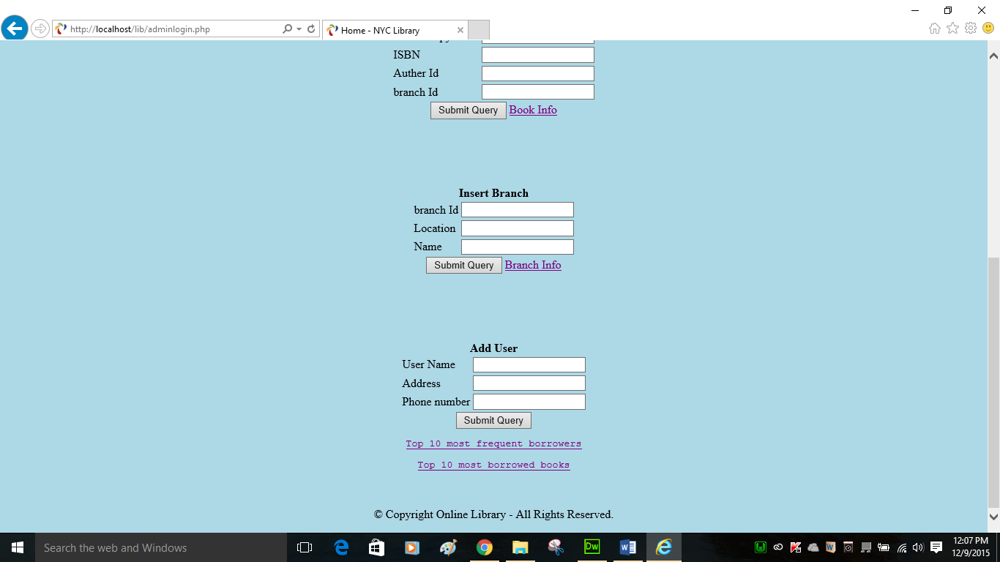 http://localhost/lib/adminlogin.php
Home - NYC Library
ISBN
Auther Id
branch Id
Submit Query Book Info
Insert Branch
branch Id
Location
Name
Submit Query Branch Info
Add User
User Name
Address
Phone number
Submit Query
Top 10 most frequent borrowers
Top 10 most borrowed books
© Copyright Online Library - All Rights Reserved.
Search the web and Windows
Dw
12:07 PM
12/9/2015